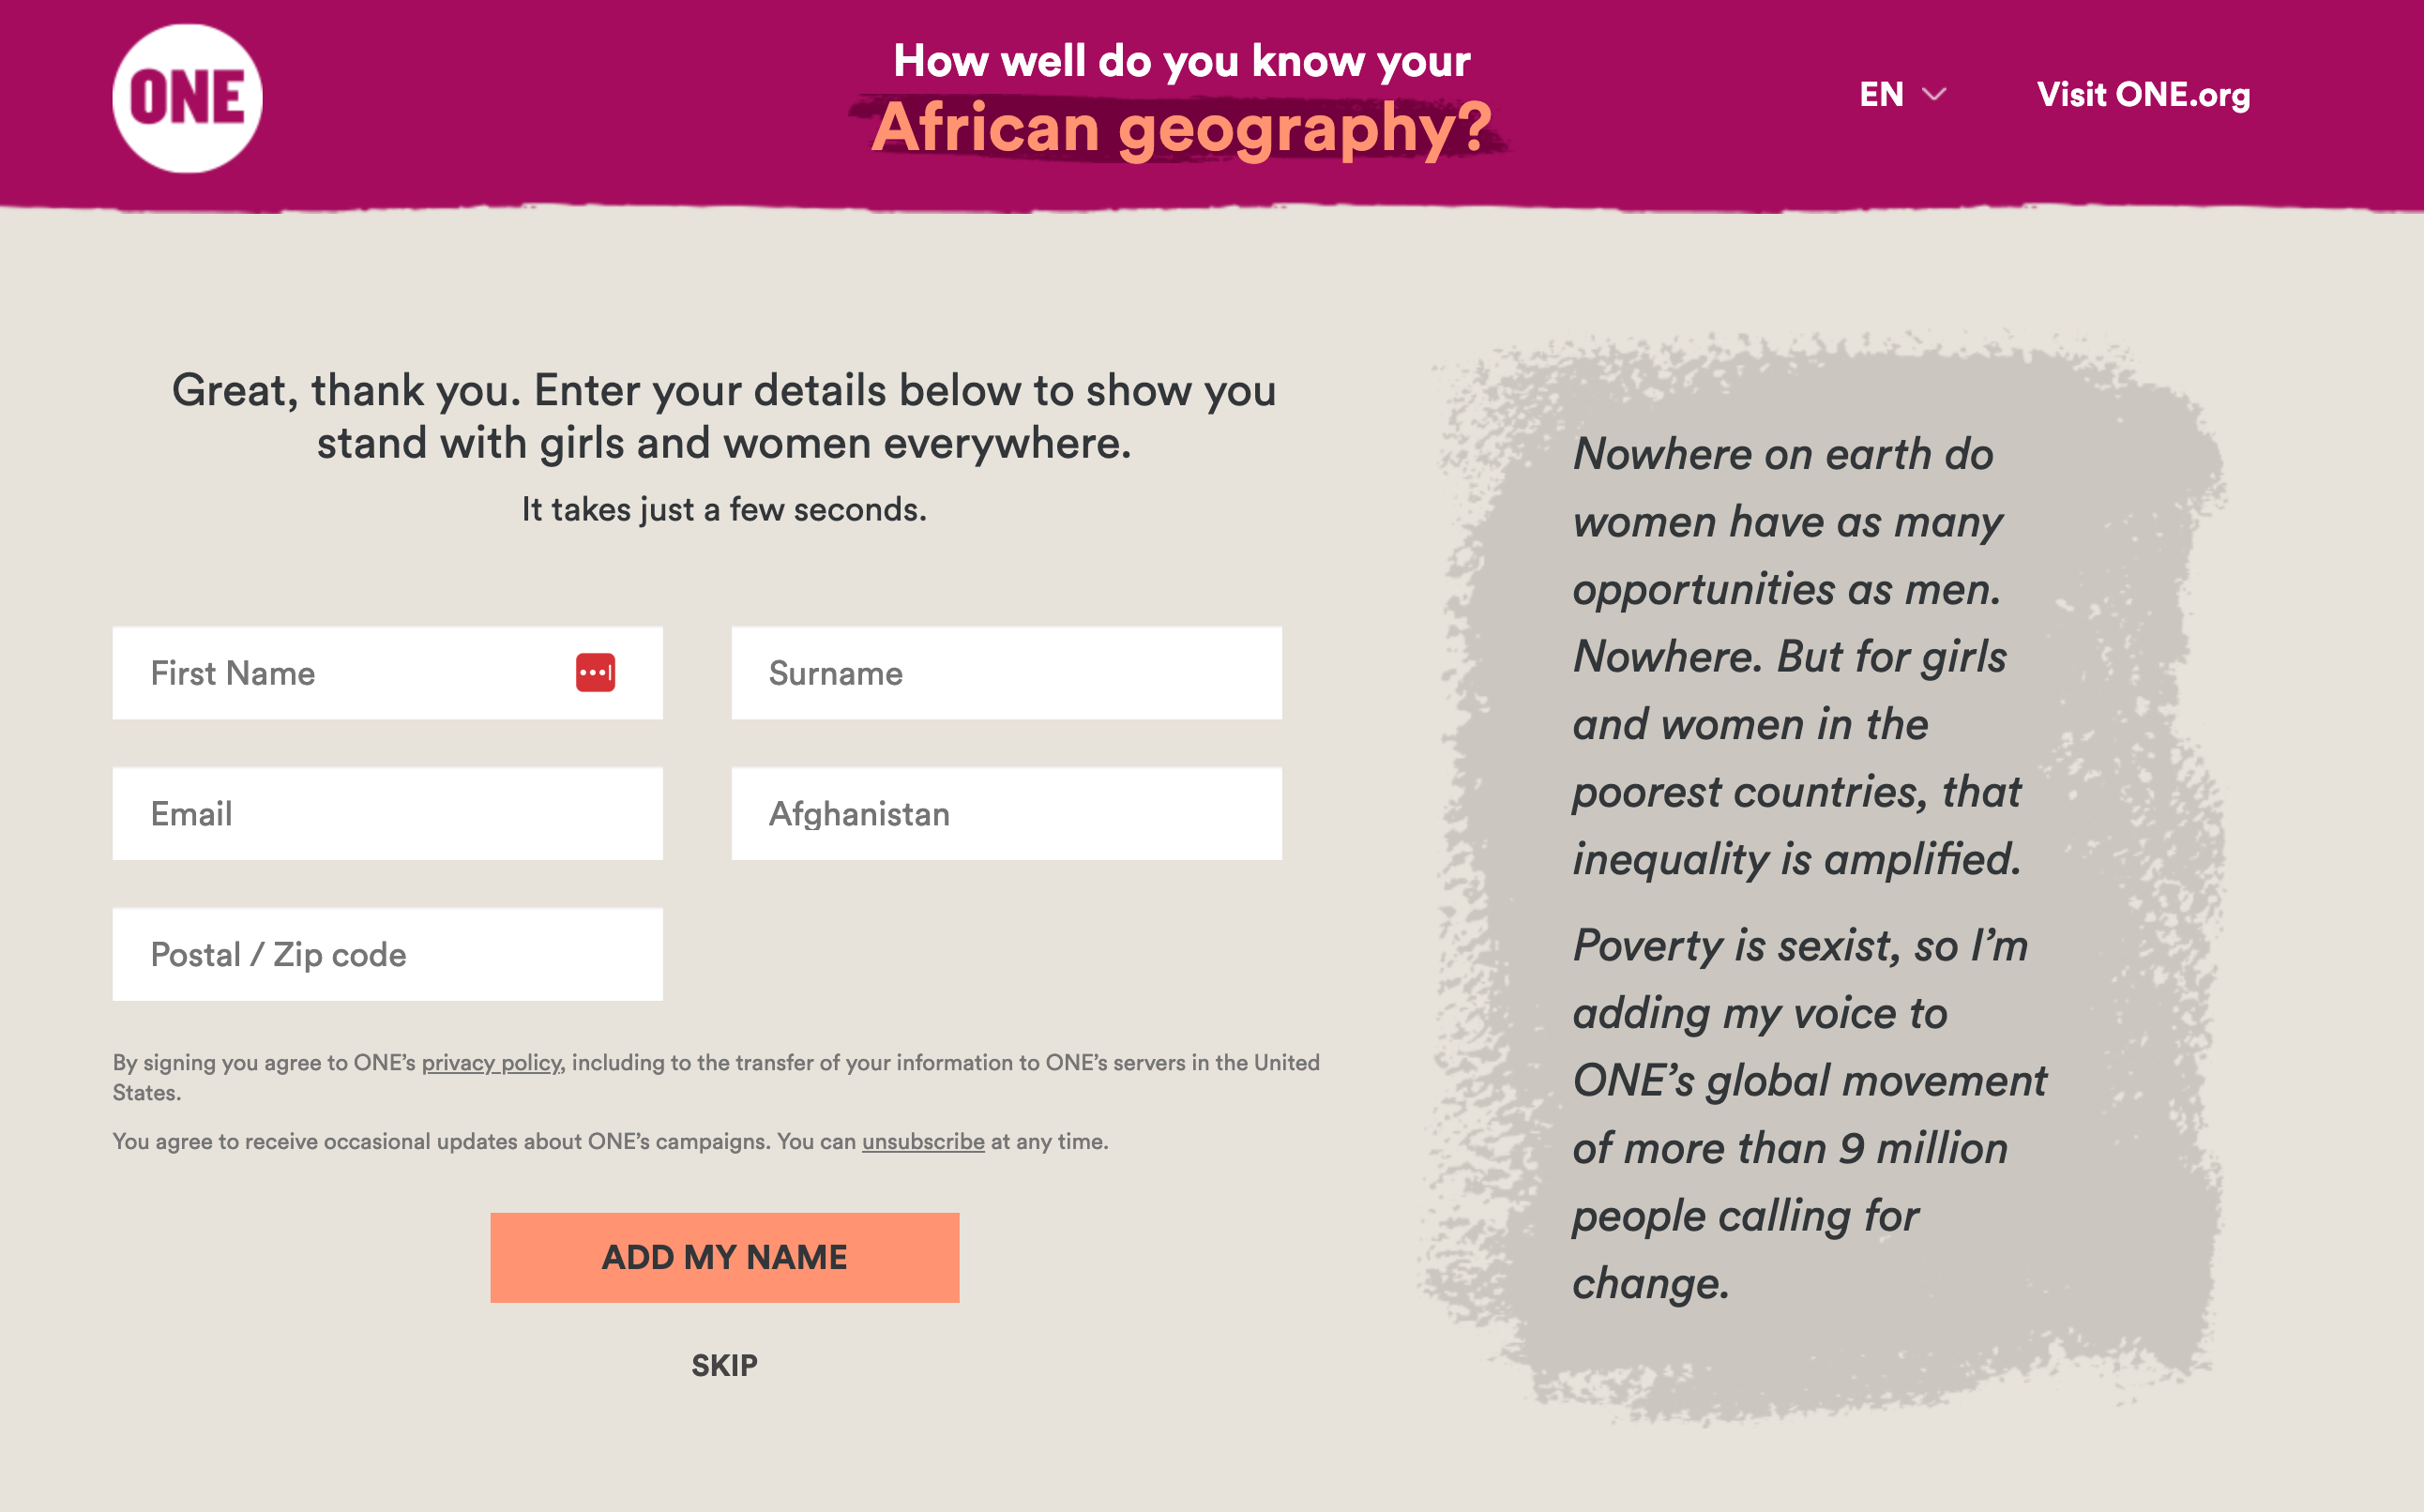 ONE
How well do you know your
African geography?
EN
Visit ONE.org
Great, thank you. Enter your details below to show you
stand with girls and women everywhere.
It takes just a few seconds.
First Name
Surname
Email
Afghanistan
Postal / Zip code
By signing you agree to ONE’s privacy policy, including to the transfer of your information to ONE’s servers in the United
States.
You agree to receive occasional updates about ONE’s campaigns. You can unsubscribe at any time.
ADD MY NAME
SKIP
Nowhere on earth do
women have as many
opportunities as men.
Nowhere. But for girls
and women in the
poorest countries, that
inequality is amplified.
Poverty is sexist, so I’m
adding my voice to
ONE’s global movement
of more than 9 million
people calling for
change.